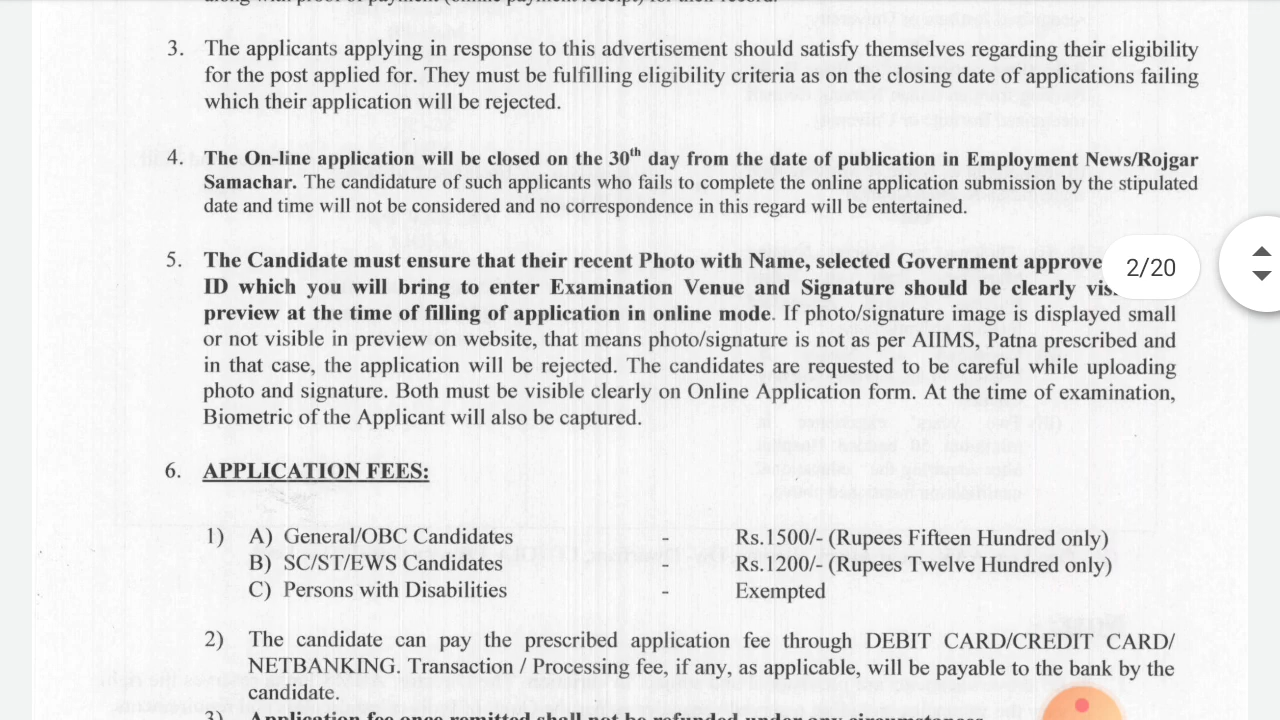 3. The applicants applying in response to this advertisement should satisfy themselves regarding their eligibility
for the post applied for. They must be fulfilling eligibility criteria as on the closing date of applications failing
which their application will be rejected.
4. The On-line application will be closed on the 30th day from the date of publication in Employment News/Rojgar
Samachar. The candidature of such applicants who fails to complete the online application submission by the stipulated
date and time will not be considered and no correspondence in this regard will be entertained.
5. The Candidate must ensure that their recent Photo with Name, selected Government approve
2/20
ID which you will bring to enter Examination Venue and Signature should be clearly vis
preview at the time of filling of application in online mode. If photo/signature image is displayed small
or not visible in preview on website, that means photo/signature is not as per AIIMS, Patna prescribed and
in that case, the application will be rejected. The candidates are requested to be careful while uploading
photo and signature. Both must be visible clearly on Online Application form. At the time of examination,
Biometric of the Applicant will also be captured.
6. APPLICATION FEES:
1) A) General/OBC Candidates - Rs.1500/- (Rupees Fifteen Hundred only)
B) SC/ST/EWS Candidates - Rs.1200/- (Rupees Twelve Hundred only)
C) Persons with Disabilities - Exempted
2) The candidate can pay the prescribed application fee through DEBIT CARD/CREDIT CARD/
NETBANKING. Transaction / Processing fee, if any, as applicable, will be payable to the bank by the
candidate.
3) Application fee once remitted shall not be refunded under any circumstances.